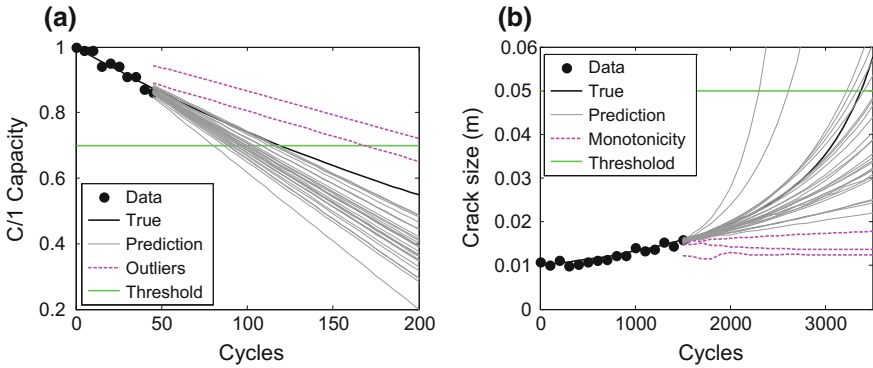 (a)
C/1 Capacity
1
0.8
0.6
0.4
0.2
0
50
100
150
200
Cycles
Data
True
Prediction
Outliers
Threshold
(b)
Crack size (m)
0.06
0.05
0.04
0.03
0.02
0.01
0
0
1000
2000
3000
Cycles
Data
True
Prediction
Monotonicity
Thresholod